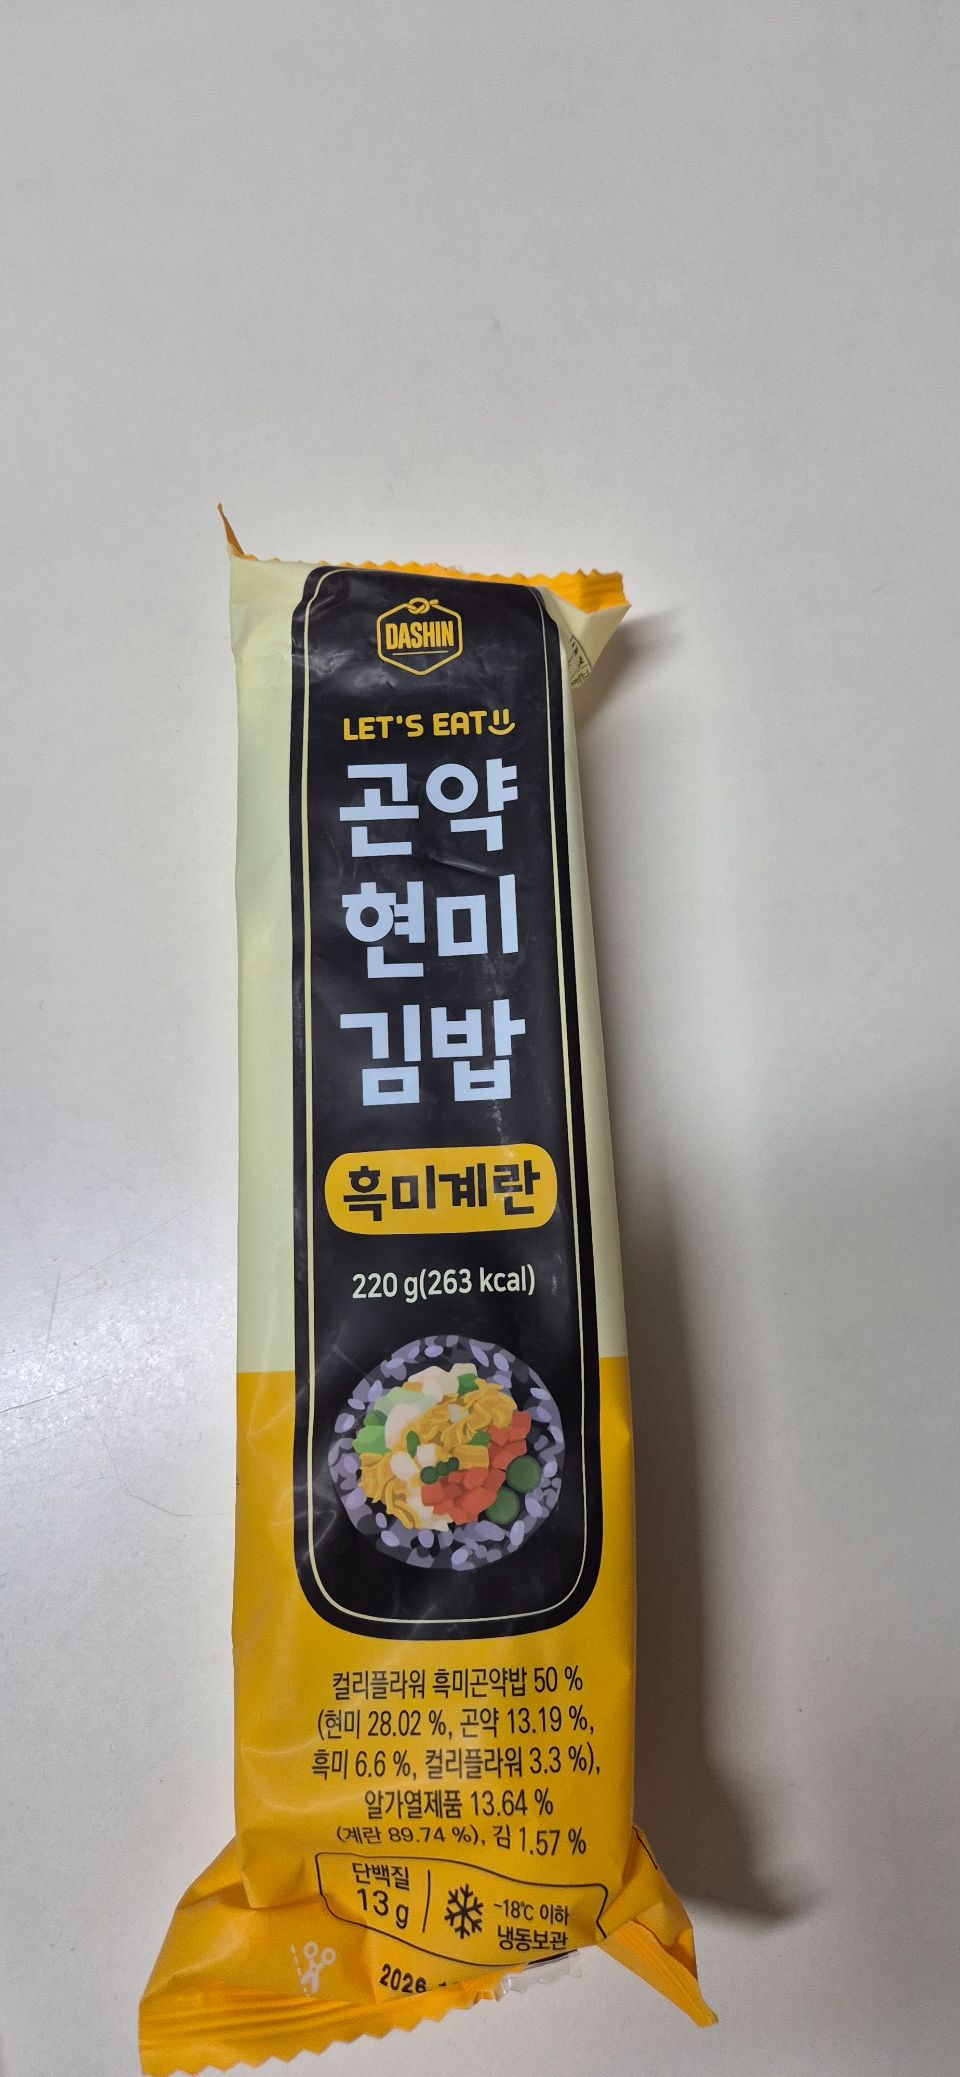 DASHIN
LET'S EAT
곤약
현미
김밥
흑미계란
220 g(263 kcal)
컬리플라워 흑미곤약밥 50 %
(현미 28.02 %, 곤약 13.19 %,
흑미 6.6 %, 컬리플라워 3.3 %),
알가열제품 13.64 %
(계란 89.74 %), 김 1.57 %
단백질
13 g
-18℃ 이하
냉동보관
2026